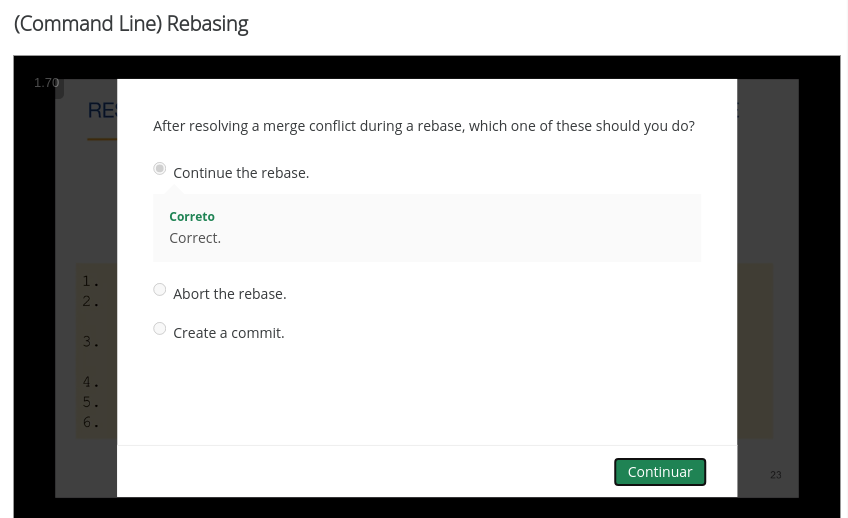 (Command Line) Rebasing
1.70
RES
After resolving a merge conflict during a rebase, which one of these should you do?
Continue the rebase.
Correto
Correct.
Abort the rebase.
Create a commit.
1.
2.
3.
4.
5.
6.
Continuar
23